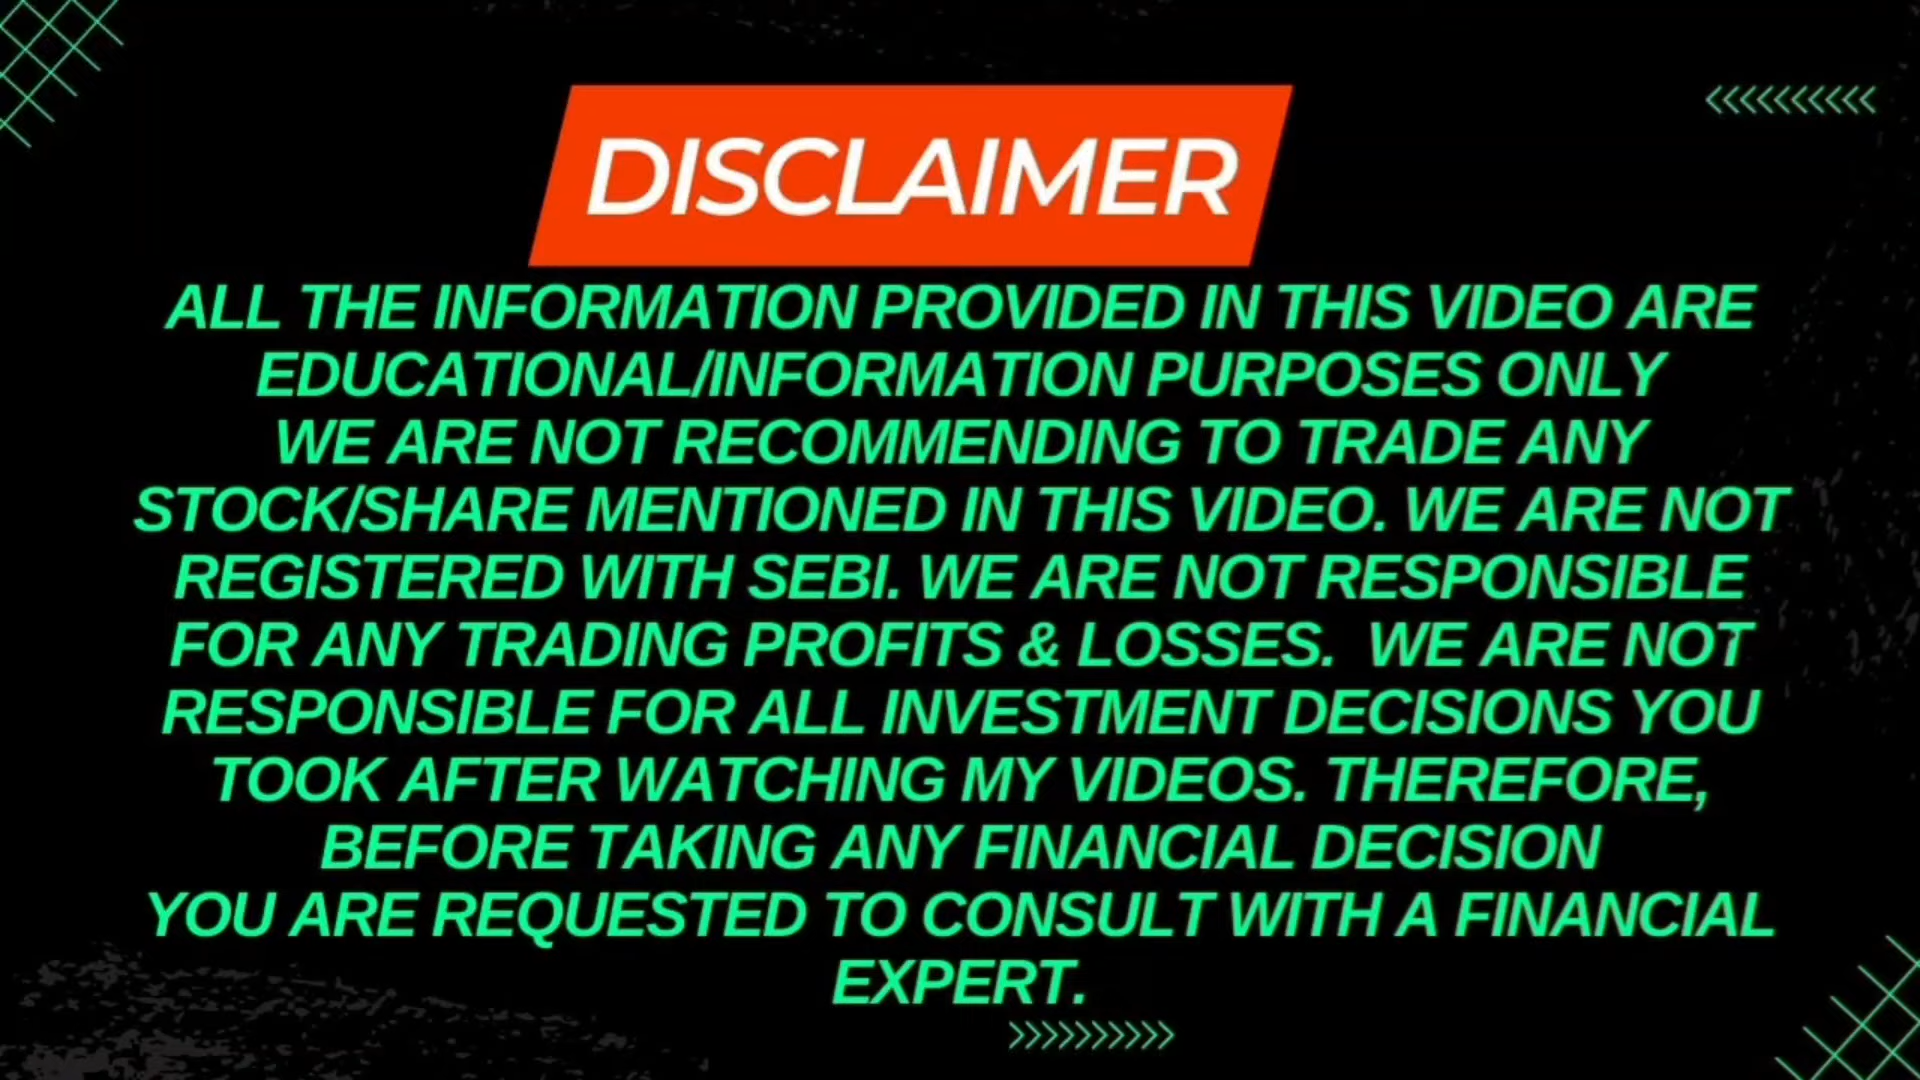 DISCLAIMER
ALL THE INFORMATION PROVIDED IN THIS VIDEO ARE
EDUCATIONAL/INFORMATION PURPOSES ONLY
WE ARE NOT RECOMMENDING TO TRADE ANY
STOCK/SHARE MENTIONED IN THIS VIDEO. WE ARE NOT
REGISTERED WITH SEBI. WE ARE NOT RESPONSIBLE
FOR ANY TRADING PROFITS & LOSSES. WE ARE NOT
RESPONSIBLE FOR ALL INVESTMENT DECISIONS YOU
TOOK AFTER WATCHING MY VIDEOS. THEREFORE,
BEFORE TAKING ANY FINANCIAL DECISION
YOU ARE REQUESTED TO CONSULT WITH A FINANCIAL
EXPERT.